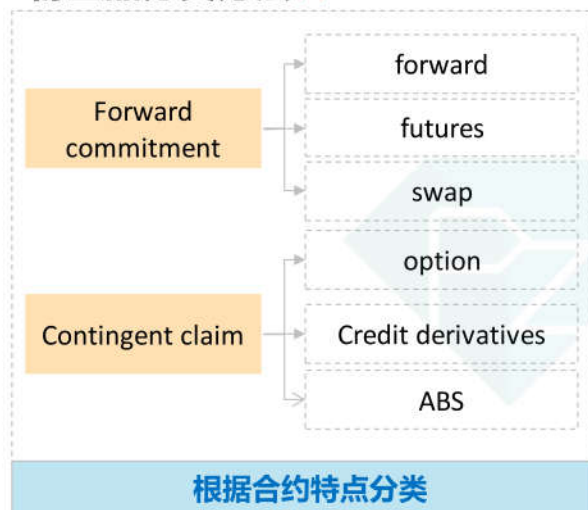 forward
Forward
commitment
futures
swap
option
Contingent claim
Credit derivatives
ABS
根据合约特点分类